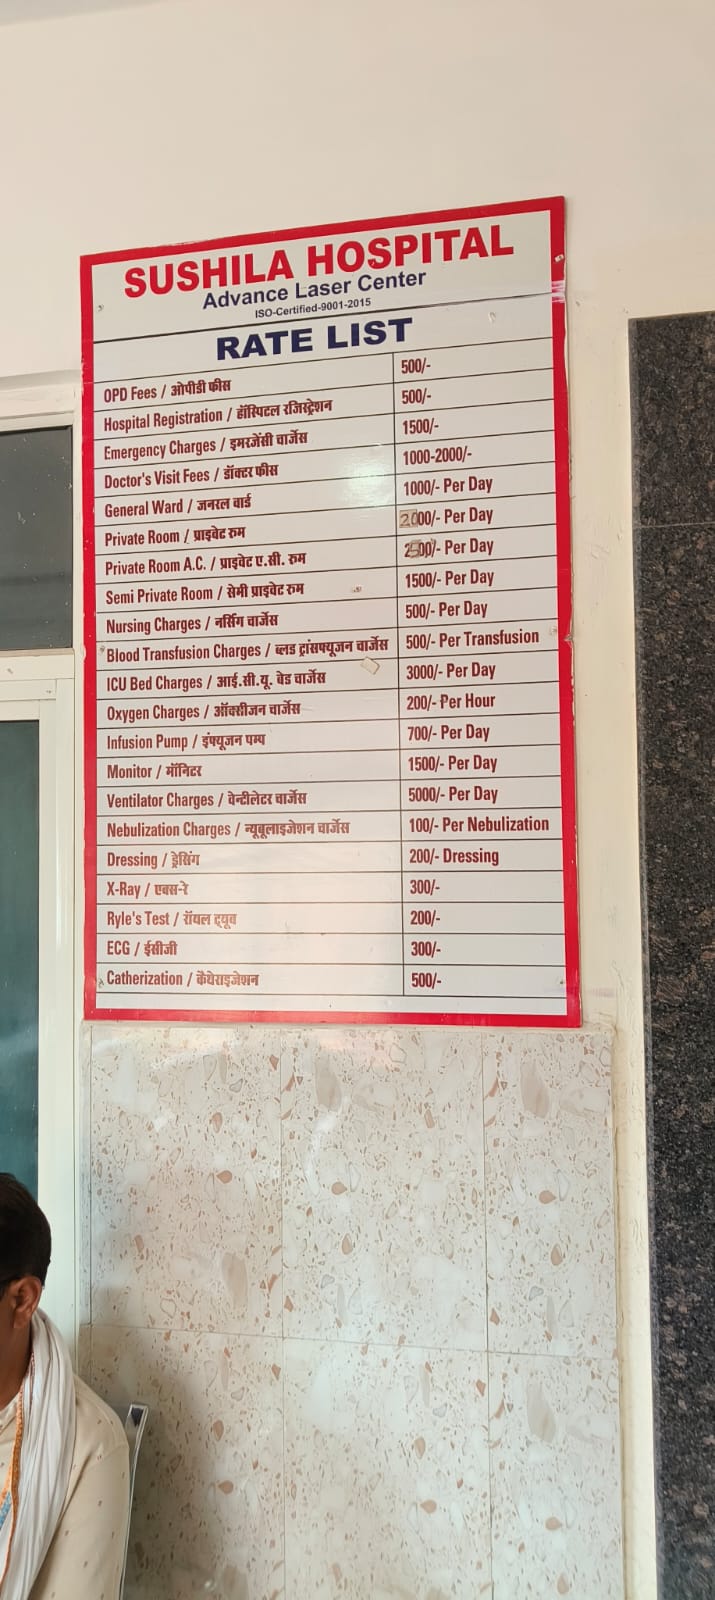 SUSHILA HOSPITAL
Advance Laser Center
ISO-Certified-9001-2015
RATE LIST
OPD Fees / ओपीडी फीस 500/-
Hospital Registration / हॉस्पिटल रजिस्ट्रेशन 500/-
Emergency Charges / इमरजेंसी चार्जेस 1500/-
Doctor's Visit Fees / डॉक्टर फीस 1000-2000/-
General Ward / जनरल वार्ड 1000/- Per Day
Private Room / प्राइवेट रुम 2000/- Per Day
Private Room A.C. / प्राइवेट ए.सी. रुम 2500/- Per Day
Semi Private Room / सेमी प्राइवेट रुम 1500/- Per Day
Nursing Charges / नर्सिंग चार्जेस 500/- Per Day
Blood Transfusion Charges / ब्लड ट्रांसफ्यूजन चार्जेस 500/- Per Transfusion
ICU Bed Charges / आई.सी.यू. बेड चार्जेस 3000/- Per Day
Oxygen Charges / ऑक्सीजन चार्जेस 200/- Per Hour
Infusion Pump / इंफ्यूजन पम्प 700/- Per Day
Monitor / मॉनिटर 1500/- Per Day
Ventilator Charges / वेन्टीलेटर चार्जेस 5000/- Per Day
Nebulization Charges / न्यूबूलाइजेशन चार्जेस 100/- Per Nebulization
Dressing / ड्रेसिंग 200/- Dressing
X-Ray / एक्स-रे 300/-
Ryle's Test / रॉयल ट्यूव 200/-
ECG / ईसीजी 300/-
Catherization / कैथेराइजेशन 500/-